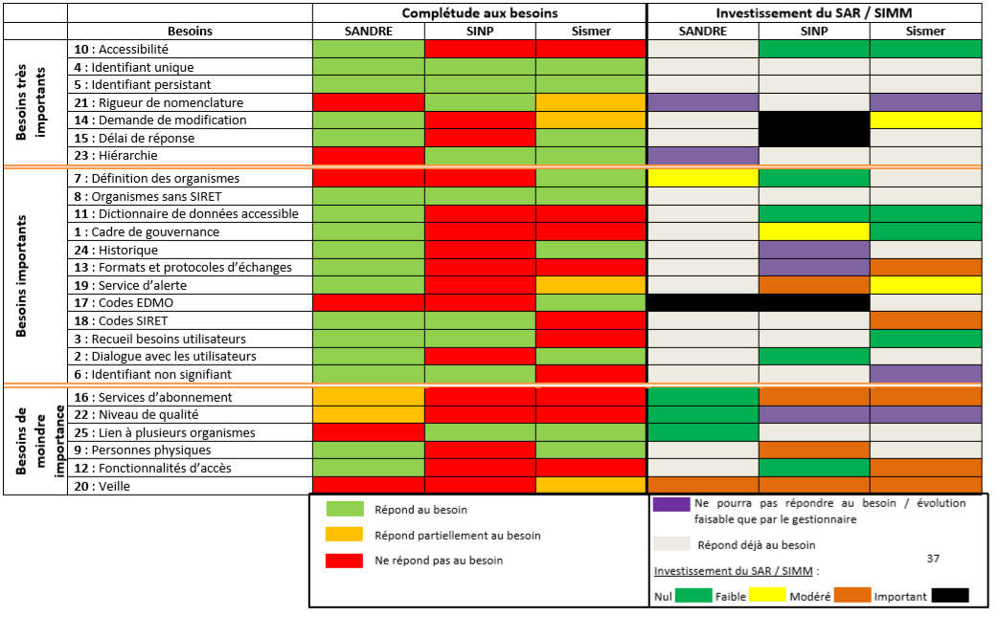 Complétude aux besoins Investissement du SAR / SIMM
Besoins SANDRE SINP Sismer SANDRE SINP Sismer
Besoins très
importants
10 : Accessibilité
4 : Identifiant unique
5 : Identifiant persistant
21 : Rigueur de nomenclature
14 : Demande de modification
15 : Délai de réponse
23 : Hiérarchie
Besoins importants
7 : Définition des organismes
8 : Organismes sans SIRET
11 : Dictionnaire de données accessible
1 : Cadre de gouvernance
24 : Historique
13 : Formats et protocoles d’échanges
19 : Service d’alerte
17 : Codes EDMO
18 : Codes SIRET
3 : Recueil besoins utilisateurs
2 : Dialogue avec les utilisateurs
6 : Identifiant non signifiant
Besoins de
moindre
importance
16 : Services d’abonnement
22 : Niveau de qualité
25 : Lien à plusieurs organismes
9 : Personnes physiques
12 : Fonctionnalités d’accès
20 : Veille
Répond au besoin
Répond partiellement au besoin
Ne répond pas au besoin
Ne pourra pas répondre au besoin / évolution
faisable que par le gestionnaire
Répond déjà au besoin
37
Investissement du SAR / SIMM :
Nul Faible Modéré Important